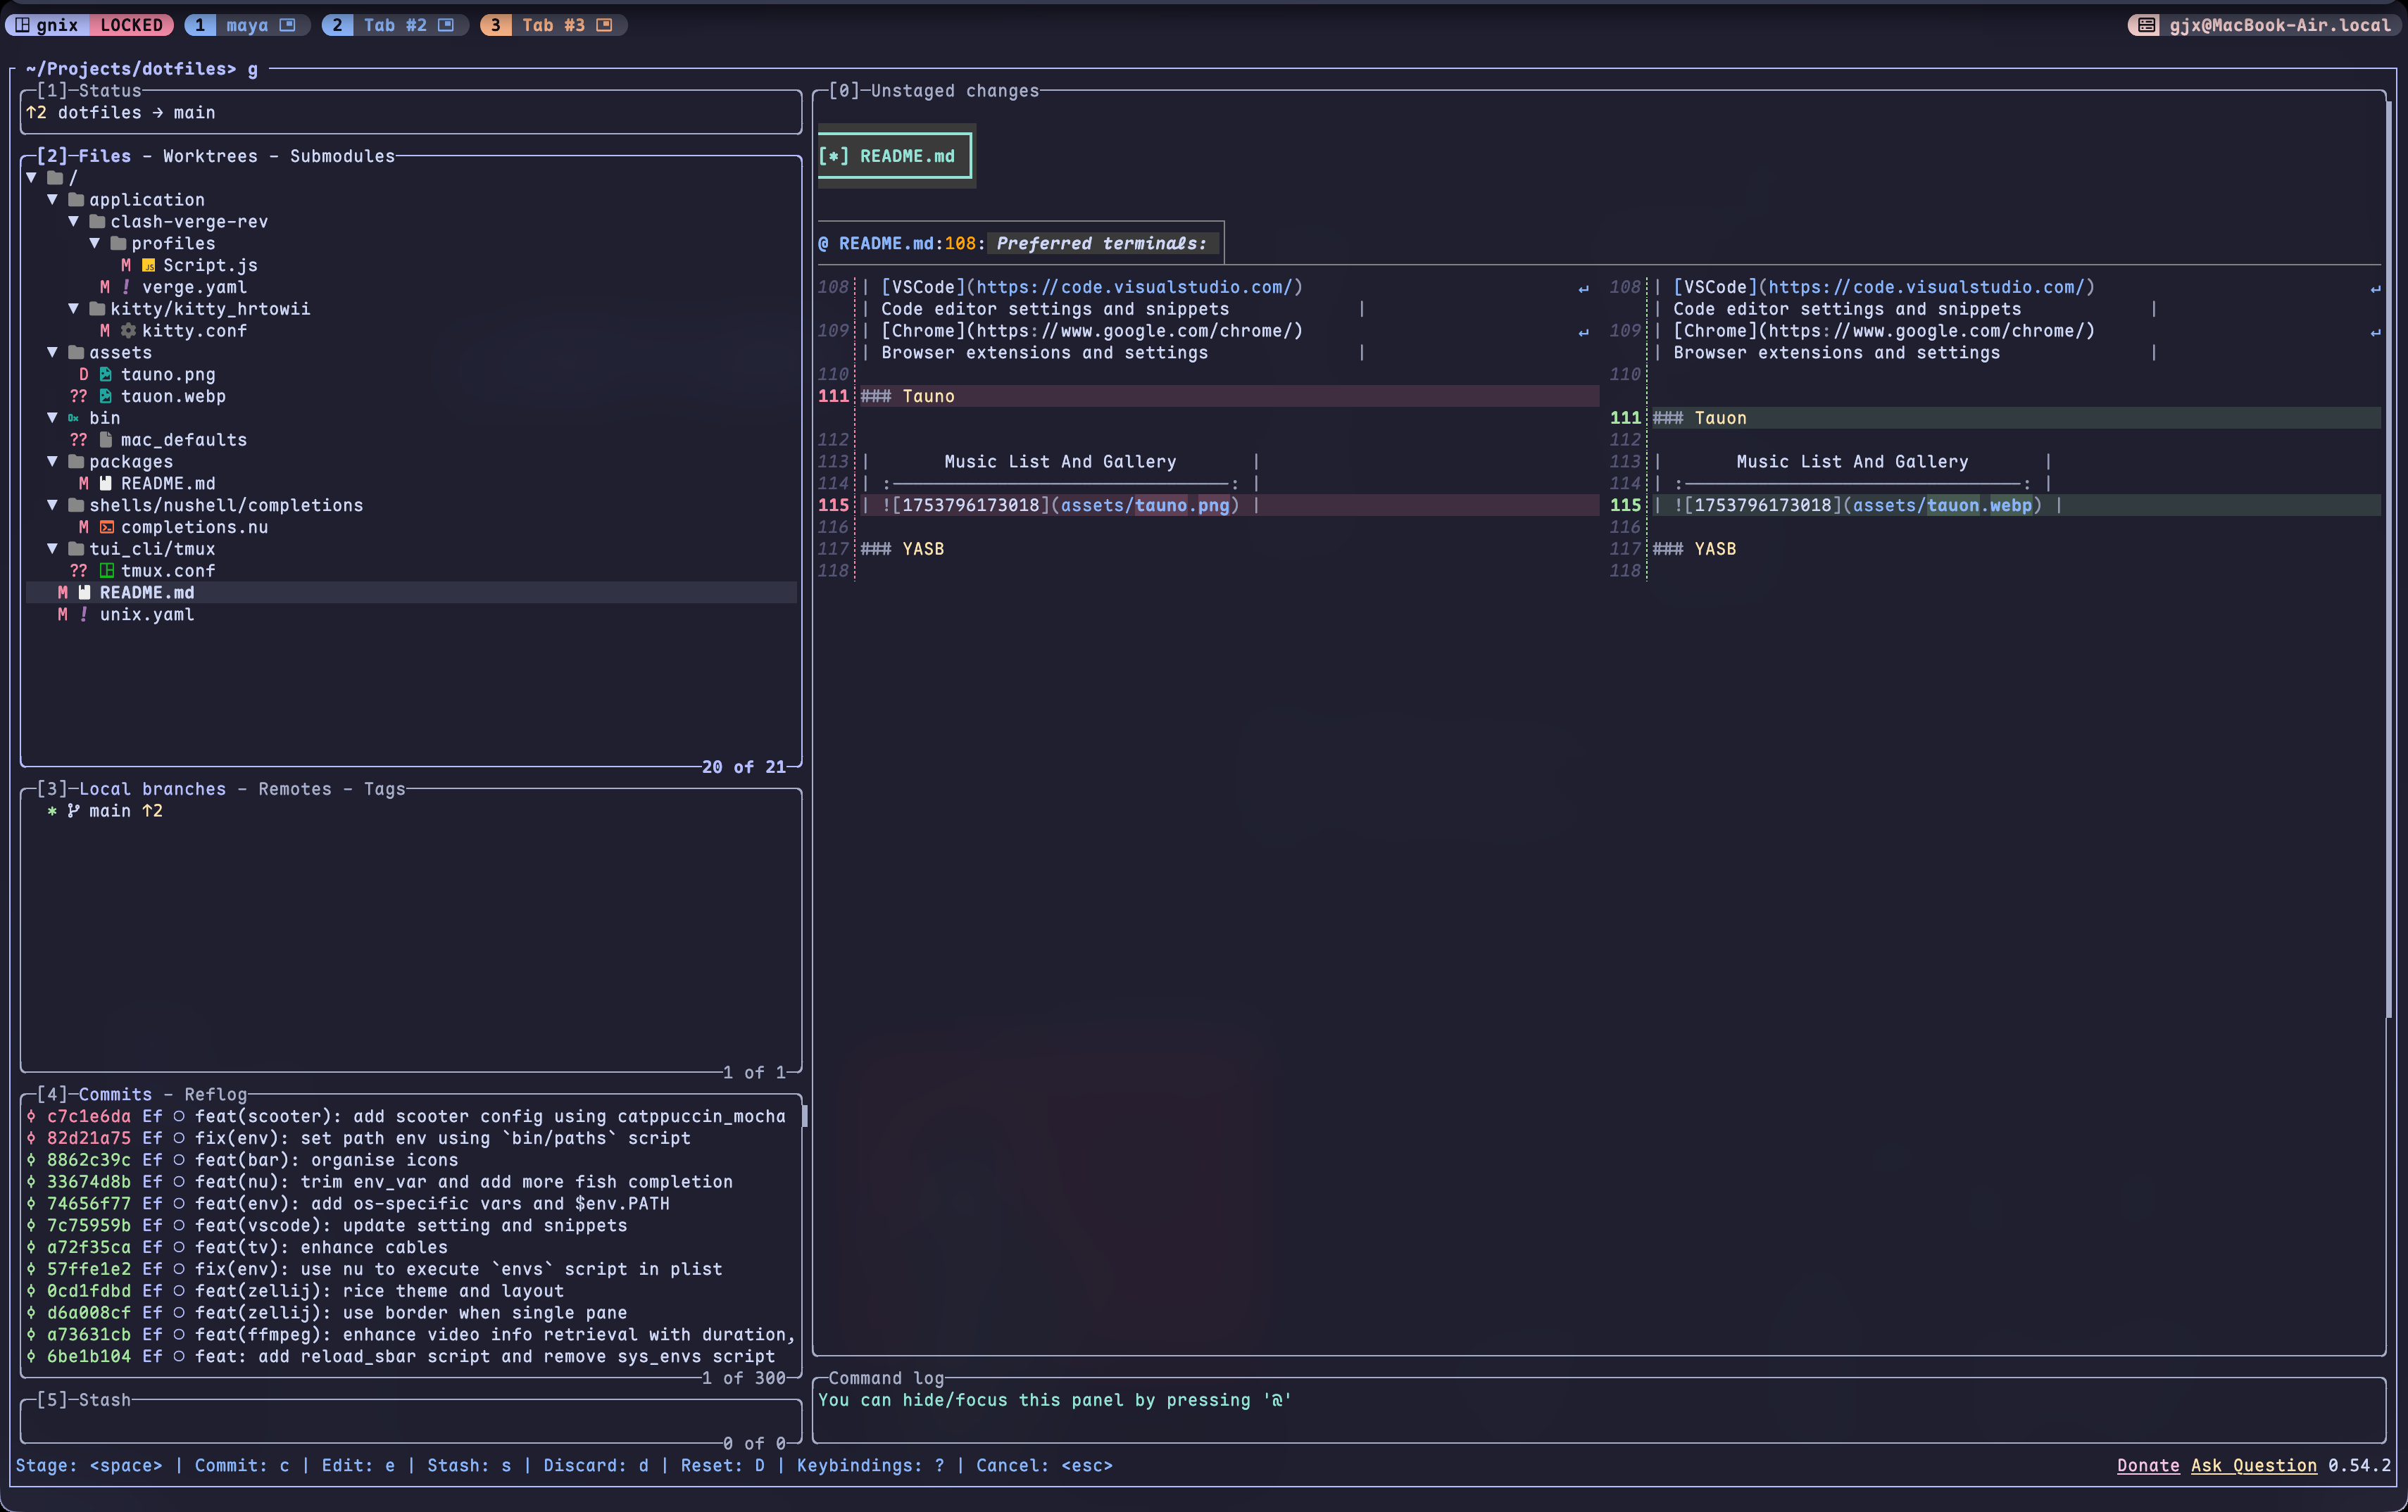 gnix LOCKED 1 maya 2 Tab #2 3 Tab #3 gjx@MacBook-Air.local
~/Projects/dotfiles> g
[1]─Status
↑2 dotfiles → main
[2]─Files - Worktrees - Submodules
▼ /
▼ application
▼ clash-verge-rev
▼ profiles
M JS Script.js
M ! verge.yaml
▼ kitty/kitty_hrtowii
M kitty.conf
▼ assets
D tauno.png
?? tauon.webp
▼ bin
?? mac_defaults
▼ packages
M README.md
▼ shells/nushell/completions
M completions.nu
▼ tui_cli/tmux
?? tmux.conf
M README.md
M ! unix.yaml
20 of 21
[3]─Local branches - Remotes - Tags
* main ↑2
1 of 1
[4]─Commits - Reflog
c7c1e6da Ef ○ feat(scooter): add scooter config using catppuccin_mocha
82d21a75 Ef ○ fix(env): set path env using `bin/paths` script
8862c39c Ef ○ feat(bar): organise icons
33674d8b Ef ○ feat(nu): trim env_var and add more fish completion
74656f77 Ef ○ feat(env): add os-specific vars and $env.PATH
7c75959b Ef ○ feat(vscode): update setting and snippets
a72f35ca Ef ○ feat(tv): enhance cables
57ffe1e2 Ef ○ fix(env): use nu to execute `envs` script in plist
0cd1fdbd Ef ○ feat(zellij): rice theme and layout
d6a008cf Ef ○ feat(zellij): use border when single pane
a73631cb Ef ○ feat(ffmpeg): enhance video info retrieval with duration,
6be1b104 Ef ○ feat: add reload_sbar script and remove sys_envs script
1 of 300
[5]─Stash
0 of 0
[0]─Unstaged changes
[*] README.md
@ README.md:108: Preferred terminals:
108 | [VSCode](https://code.visualstudio.com/) ↵ 108 | [VSCode](https://code.visualstudio.com/) ↵
| Code editor settings and snippets | | Code editor settings and snippets |
109 | [Chrome](https://www.google.com/chrome/) ↵ 109 | [Chrome](https://www.google.com/chrome/) ↵
| Browser extensions and settings | | Browser extensions and settings |
110 110
111 ### Tauno
111 ### Tauon
112 112
113 | Music List And Gallery | 113 | Music List And Gallery |
114 | :--------------------------------: | 114 | :--------------------------------: |
115 | ![1753796173018](assets/tauno.png) | 115 | ![1753796173018](assets/tauon.webp) |
116 116
117 ### YASB 117 ### YASB
118 118
Command log
You can hide/focus this panel by pressing '@'
Stage: <space> | Commit: c | Edit: e | Stash: s | Discard: d | Reset: D | Keybindings: ? | Cancel: <esc> Donate Ask Question 0.54.2